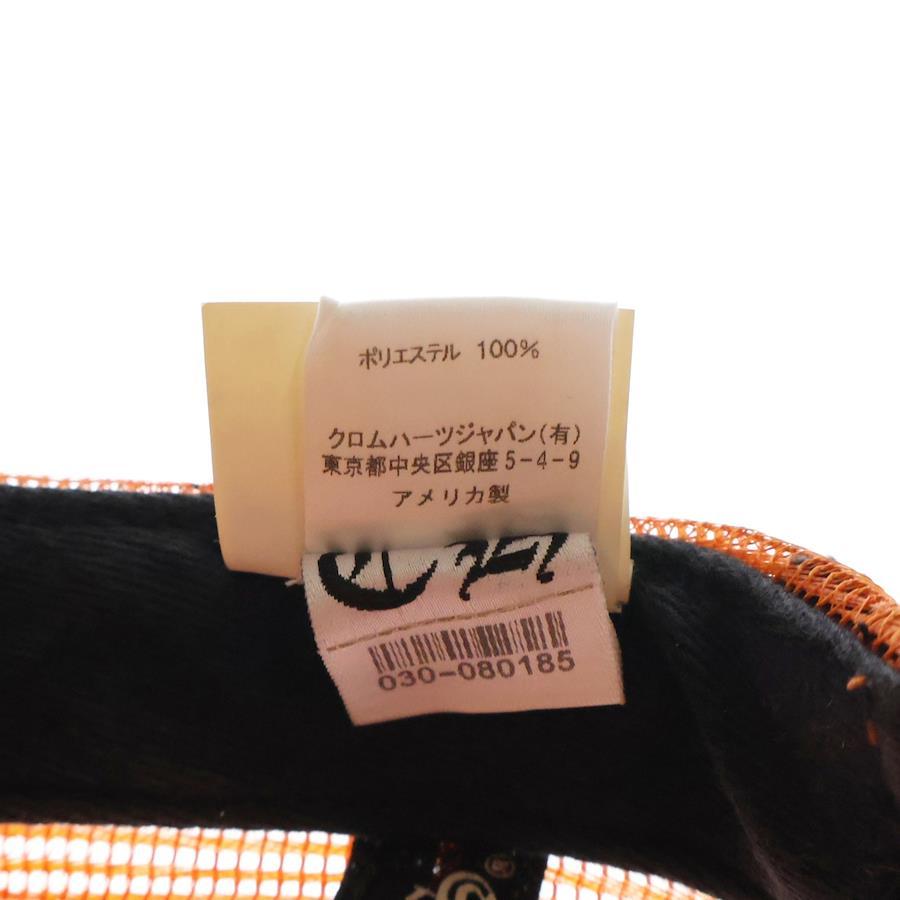 ポリエステル 100%
クロムハーツジャパン(有)
東京都中央区銀座5-4-9
アメリカ製
030-080185